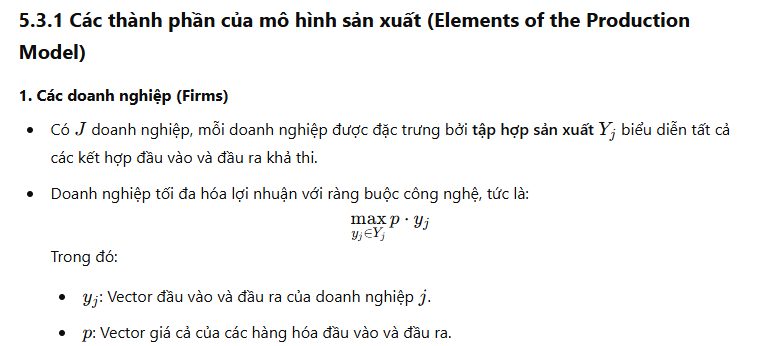 5.3.1 Các thành phần của mô hình sản xuất (Elements of the Production
Model)
1. Các doanh nghiệp (Firms)
• Có J doanh nghiệp, mỗi doanh nghiệp được đặc trưng bởi tập hợp sản xuất Y_j biểu diễn tất cả
các kết hợp đầu vào và đầu ra khả thi.
• Doanh nghiệp tối đa hóa lợi nhuận với ràng buộc công nghệ, tức là:
max p · y_j
y_j∈Y_j
Trong đó:
• y_j: Vector đầu vào và đầu ra của doanh nghiệp j.
• p: Vector giá cả của các hàng hóa đầu vào và đầu ra.